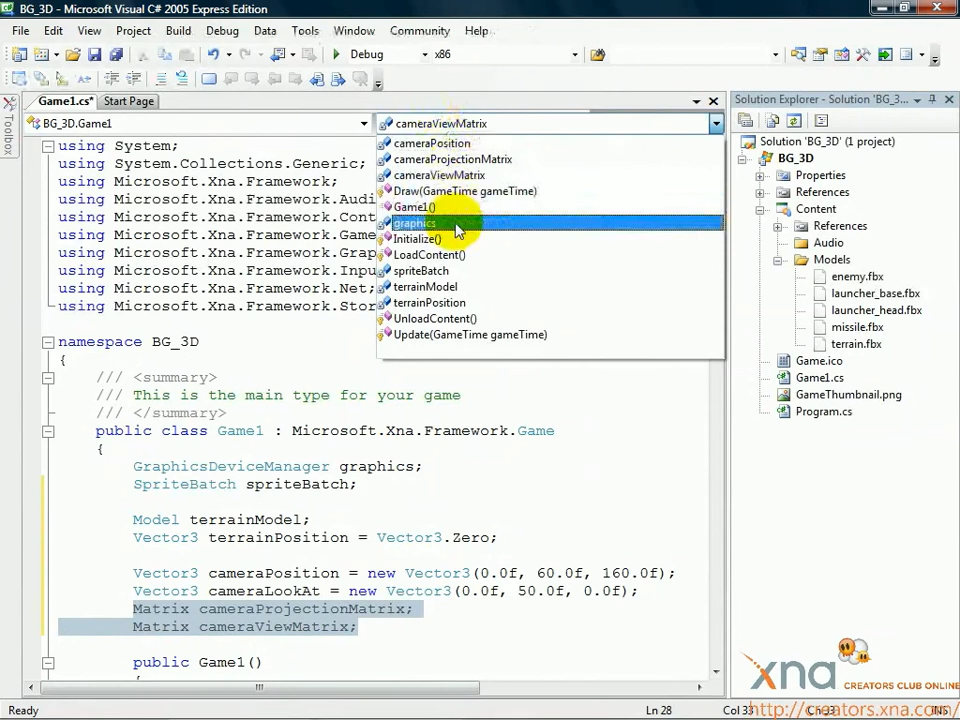 BG_3D - Microsoft Visual C# 2005 Express Edition
File Edit View Project Build Debug Data Tools Window Community Help
Debug x86
Game1.cs* Start Page
BG_3D.Game1 cameraViewMatrix
cameraPosition
cameraProjectionMatrix
cameraViewMatrix
Draw(GameTime gameTime)
Game1()
graphics
Initialize()
LoadContent()
spriteBatch
terrainModel
terrainPosition
UnloadContent()
Update(GameTime gameTime)
Toolbox
using System;
using System.Collections.Generic;
using Microsoft.Xna.Framework;
using Microsoft.Xna.Framework.Aud
using Microsoft.Xna.Framework.Con
using Microsoft.Xna.Framework.Gam
using Microsoft.Xna.Framework.Grap
using Microsoft.Xna.Framework.Inpu
using Microsoft.Xna.Framework.Net;
using Microsoft.Xna.Framework.Stor
namespace BG_3D
{
/// <summary>
/// This is the main type for your game
/// </summary>
public class Game1 : Microsoft.Xna.Framework.Game
{
GraphicsDeviceManager graphics;
SpriteBatch spriteBatch;
Model terrainModel;
Vector3 terrainPosition = Vector3.Zero;
Vector3 cameraPosition = new Vector3(0.0f, 60.0f, 160.0f);
Vector3 cameraLookAt = new Vector3(0.0f, 50.0f, 0.0f);
Matrix cameraProjectionMatrix;
Matrix cameraViewMatrix;
public Game1()
Solution Explorer - Solution 'BG_3...
Solution 'BG_3D' (1 project)
BG_3D
Properties
References
Content
References
Audio
Models
enemy.fbx
launcher_base.fbx
launcher_head.fbx
missile.fbx
terrain.fbx
Game.ico
Game1.cs
GameThumbnail.png
Program.cs
xna CREATORS CLUB ONLINE
http://creators.xna.com/
Ready Ln 28 Col 33 INS